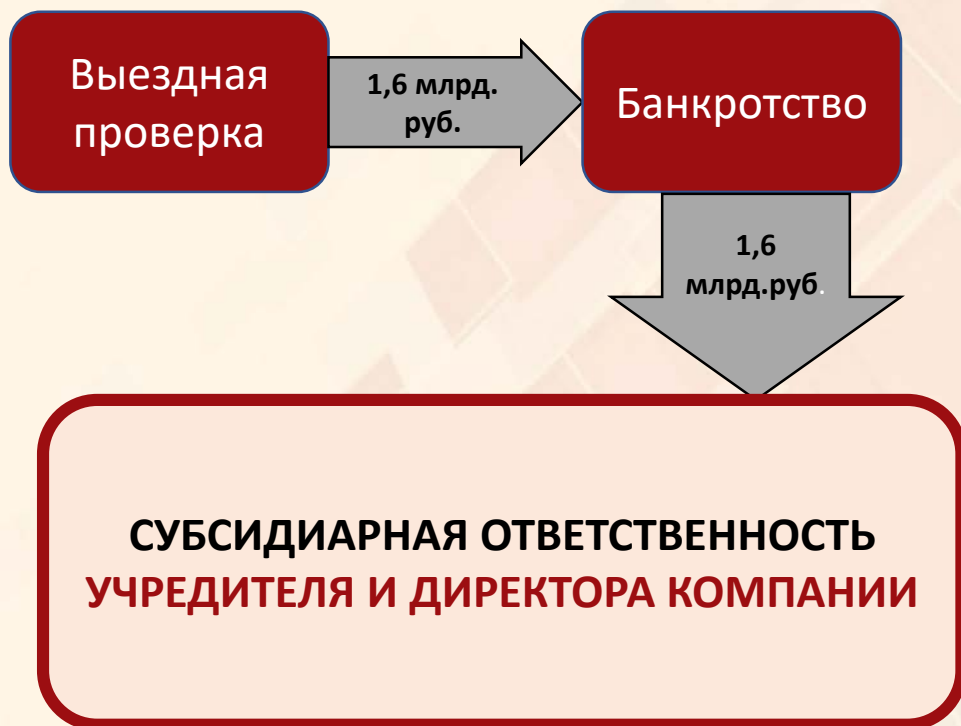 Выездная
проверка
1,6 млрд.
руб.
Банкротство
1,6
млрд.руб.
СУБСИДИАРНАЯ ОТВЕТСТВЕННОСТЬ
УЧРЕДИТЕЛЯ И ДИРЕКТОРА КОМПАНИИ